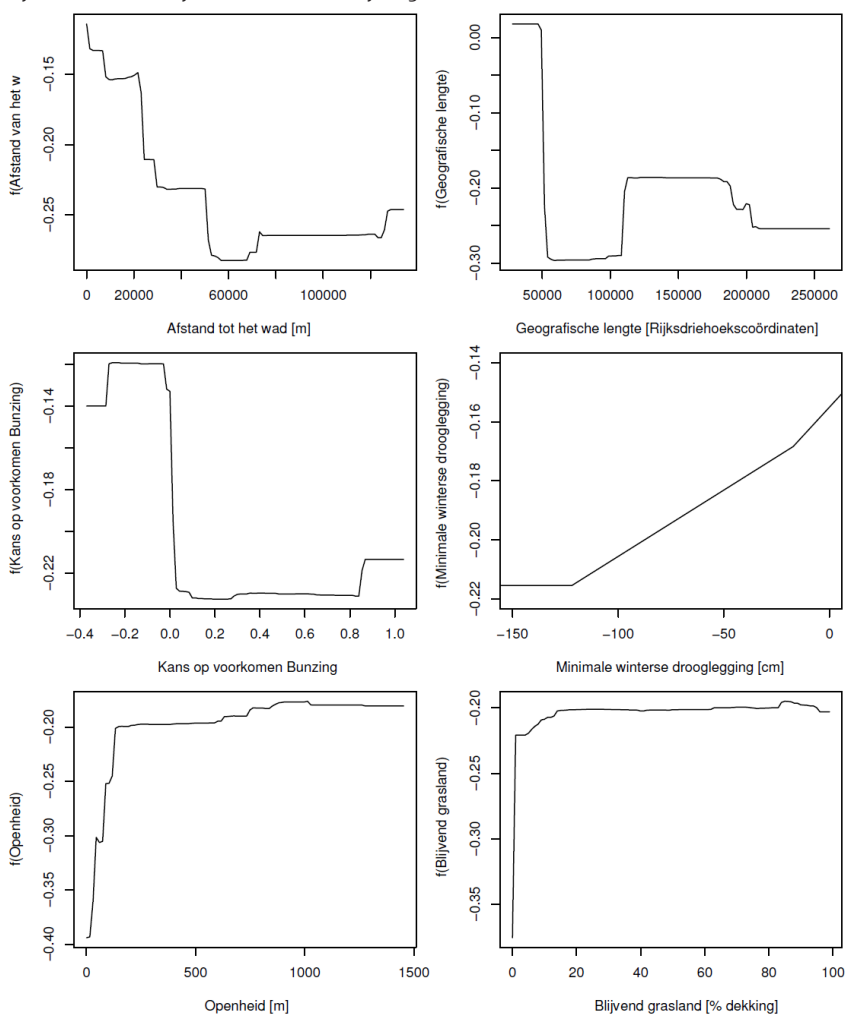 f(Afstand van het w
−0.15
−0.20
−0.25
0 20000 60000 100000
Afstand tot het wad [m]
f(Geografische lengte)
0.00
−0.10
−0.20
−0.30
50000 100000 150000 200000 250000
Geografische lengte [Rijksdriehoekscoördinaten]
f(Kans op voorkomen Bunzing)
−0.14
−0.18
−0.22
−0.4 −0.2 0.0 0.2 0.4 0.6 0.8 1.0
Kans op voorkomen Bunzing
f(Minimale winterse drooglegging)
−0.14
−0.16
−0.18
−0.20
−0.22
−150 −100 −50 0
Minimale winterse drooglegging [cm]
f(Openheid)
−0.20
−0.25
−0.30
−0.35
−0.40
0 500 1000 1500
Openheid [m]
f(Blijvend grasland)
−0.20
−0.25
−0.30
−0.35
0 20 40 60 80 100
Blijvend grasland [% dekking]